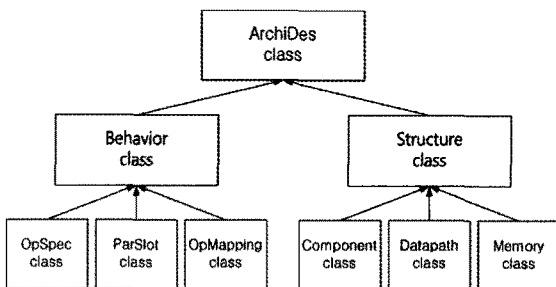 ArchiDes
class
Behavior
class
Structure
class
OpSpec
class
ParSlot
class
OpMapping
class
Component
class
Datapath
class
Memory
class